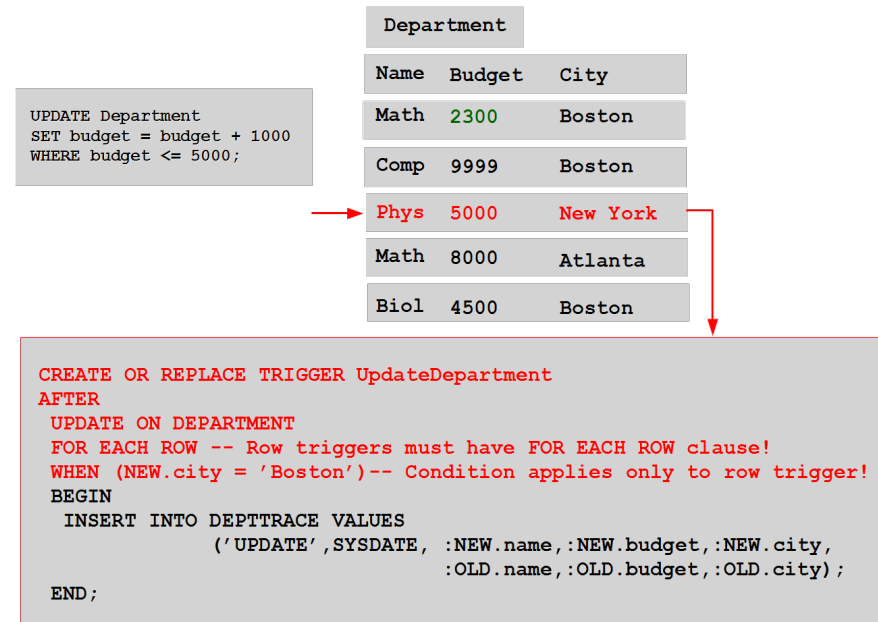 Department
Name Budget City
Math 2300 Boston
UPDATE Department
SET budget = budget + 1000
WHERE budget <= 5000;
Comp 9999 Boston
Phys 5000 New York
Math 8000 Atlanta
Biol 4500 Boston
CREATE OR REPLACE TRIGGER UpdateDepartment
AFTER
UPDATE ON DEPARTMENT
FOR EACH ROW -- Row triggers must have FOR EACH ROW clause!
WHEN (NEW.city = 'Boston')-- Condition applies only to row trigger!
BEGIN
INSERT INTO DEPTTRACE VALUES
('UPDATE',SYSDATE, :NEW.name,:NEW.budget,:NEW.city,
:OLD.name,:OLD.budget,:OLD.city);
END;